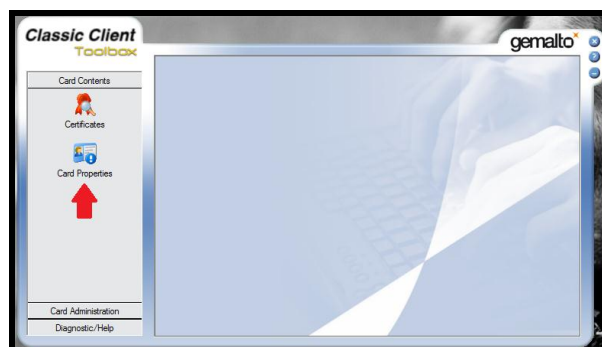 Classic Client
Toolbox
gemalto
Card Contents
Certificates
Card Properties
Card Administration
Diagnostic/Help